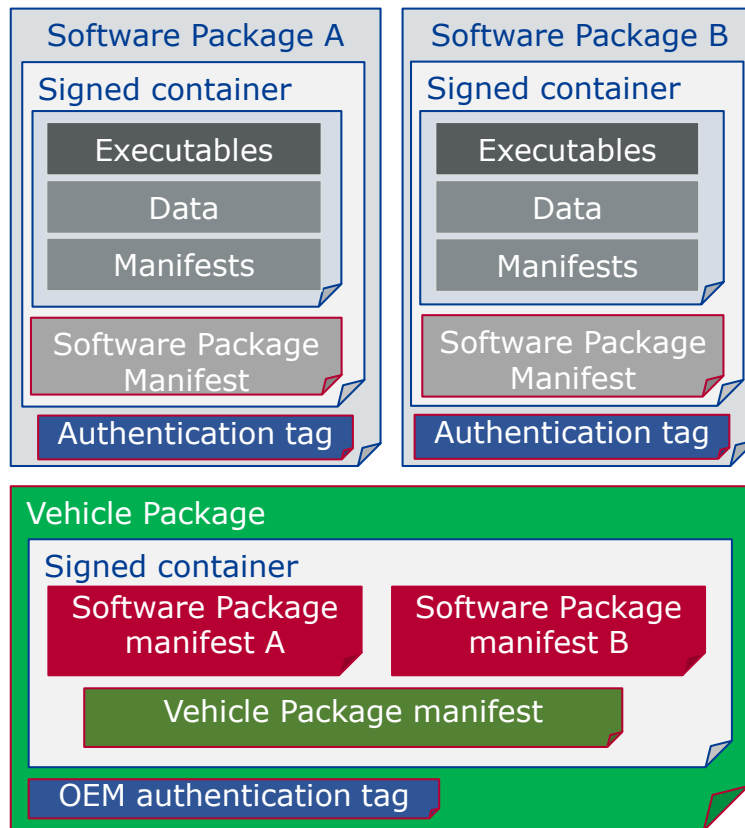 Software Package A
Signed container
Executables
Data
Manifests
Software Package
Manifest
Authentication tag
Software Package B
Signed container
Executables
Data
Manifests
Software Package
Manifest
Authentication tag
Vehicle Package
Signed container
Software Package
manifest A
Software Package
manifest B
Vehicle Package manifest
OEM authentication tag